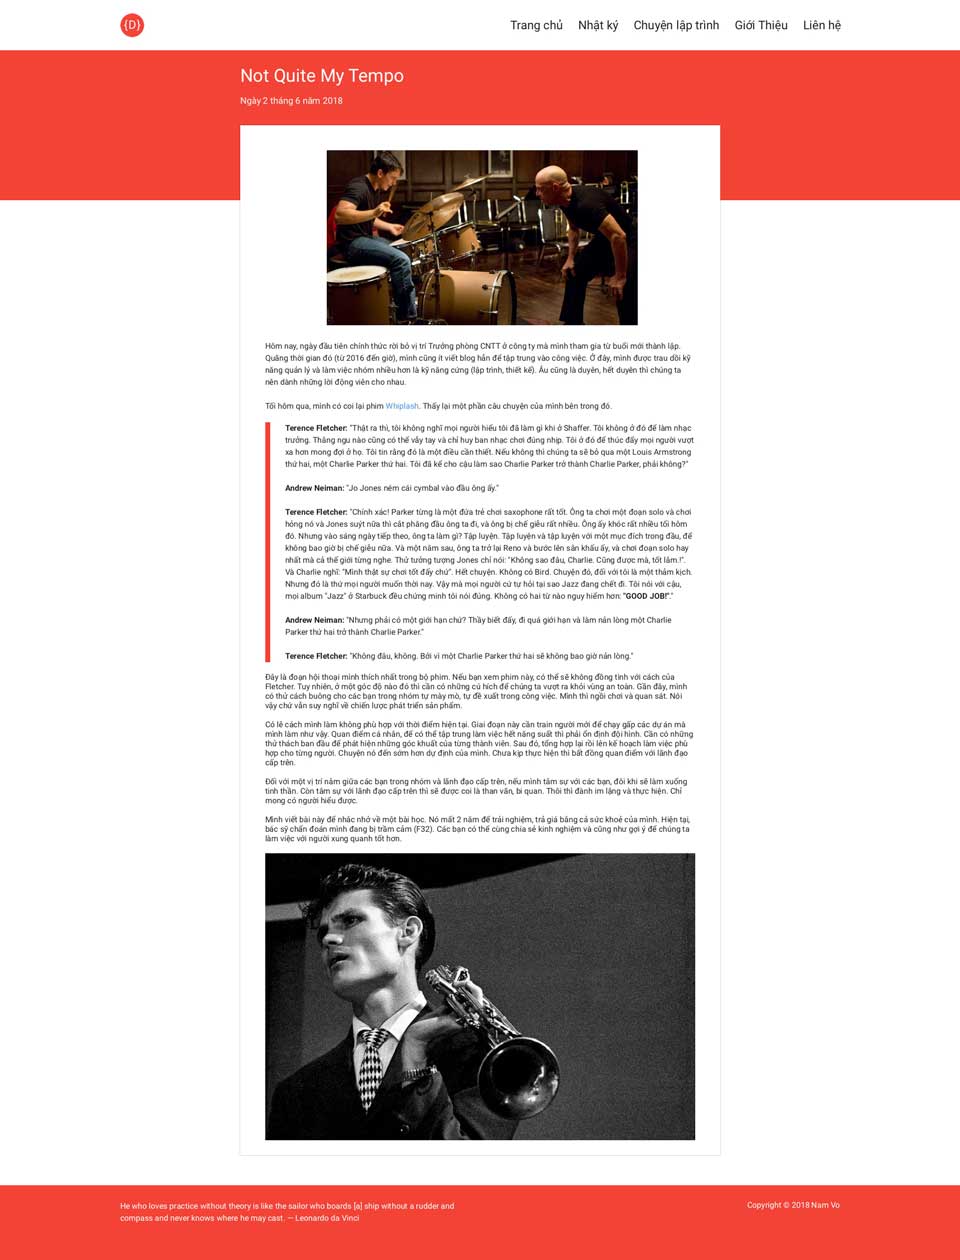 {D}
Trang chủ Nhật ký Chuyện lập trình Giới Thiệu Liên hệ
Not Quite My Tempo
Ngày 2 tháng 6 năm 2018
Hôm nay, ngày đầu tiên chính thức rời bỏ vị trí Trưởng phòng CNTT ở công ty mà mình tham gia từ buổi mới thành lập.
Quãng thời gian đó (từ 2016 đến giờ), mình cũng ít viết blog hẳn để tập trung vào công việc. Ở đây, mình được trau dồi kỹ
năng quản lý và làm việc nhóm nhiều hơn là kỹ năng cứng (lập trình, thiết kế). Âu cũng là duyên, hết duyên thì chúng ta
nên dành những lời động viên cho nhau.
Tối hôm qua, mình có coi lại phim Whiplash. Thấy lại một phần câu chuyện của mình bên trong đó.
Terence Fletcher: "Thật ra thì, tôi không nghĩ mọi người hiểu tôi đã làm gì khi ở Shaffer. Tôi không ở đó để làm nhạc
trưởng. Thằng ngu nào cũng có thể vẫy tay và chỉ huy ban nhạc chơi đúng nhịp. Tôi ở đó để thúc đẩy mọi người vượt
xa hơn mong đợi ở họ. Tôi tin rằng đó là một điều cần thiết. Nếu không thì chúng ta sẽ bỏ qua một Louis Armstrong
thứ hai, một Charlie Parker thứ hai. Tôi đã kể cho cậu làm sao Charlie Parker trở thành Charlie Parker, phải không?"
Andrew Neiman: "Jo Jones ném cái cymbal vào đầu ông ấy."
Terence Fletcher: "Chính xác! Parker từng là một đứa trẻ chơi saxophone rất tốt. Ông ta chơi một đoạn solo và chơi
hỏng nó và Jones suýt nữa thì cắt phăng đầu ông ta đi, và ông bị chế giễu rất nhiều. Ông ấy khóc rất nhiều tối hôm
đó. Nhưng vào sáng ngày tiếp theo, ông ta làm gì? Tập luyện. Tập luyện và tập luyện với một mục đích trong đầu, để
không bao giờ bị chế giễu nữa. Và một năm sau, ông ta trở lại Reno và bước lên sân khấu ấy, và chơi đoạn solo hay
nhất mà cả thế giới từng nghe. Thử tưởng tượng Jones chỉ nói: "Không sao đâu, Charlie. Cũng được mà, tốt lắm.!".
Và Charlie nghĩ: "Mình thật sự chơi tốt đấy chứ". Hết chuyện. Không có Bird. Chuyện đó, đối với tôi là một thảm kịch.
Nhưng đó là thứ mọi người muốn thời nay. Vậy mà mọi người cứ tự hỏi tại sao Jazz đang chết đi. Tôi nói với cậu,
mọi album "Jazz" ở Starbuck đều chứng minh tôi nói đúng. Không có hai từ nào nguy hiểm hơn: "GOOD JOB!"."
Andrew Neiman: "Nhưng phải có một giới hạn chứ? Thầy biết đấy, đi quá giới hạn và làm nản lòng một Charlie
Parker thứ hai trở thành Charlie Parker."
Terence Fletcher: "Không đâu, không. Bởi vì một Charlie Parker thứ hai sẽ không bao giờ nản lòng."
Đây là đoạn hội thoại mình thích nhất trong bộ phim. Nếu bạn xem phim này, có thể sẽ không đồng tình với cách của
Fletcher. Tuy nhiên, ở một góc độ nào đó thì cần có những cú hích để chúng ta vượt ra khỏi vùng an toàn. Gần đây, mình
có thử cách buông cho các bạn trong nhóm tự mày mò, tự đề xuất trong công việc. Mình thì ngồi chơi và quan sát. Nói
vậy chứ vẫn suy nghĩ về chiến lược phát triển sản phẩm.
Có lẽ cách mình làm không phù hợp với thời điểm hiện tại. Giai đoạn này cần train người mới để chạy gấp các dự án mà
mình làm như vậy. Quan điểm cá nhân, để có thể tập trung làm việc hết năng suất thì phải ổn định đội hình. Cần có những
thử thách ban đầu để phát hiện những góc khuất của từng thành viên. Sau đó, tổng hợp lại rồi lên kế hoạch làm việc phù
hợp cho từng người. Chuyện nó đến sớm hơn dự định của mình. Chưa kịp thực hiện thì bất đồng quan điểm với lãnh đạo
cấp trên.
Đối với một vị trí nằm giữa các bạn trong nhóm và lãnh đạo cấp trên, nếu mình tâm sự với các bạn, đôi khi sẽ làm xuống
tinh thần. Còn tâm sự với lãnh đạo cấp trên thì sẽ được coi là than vãn, bi quan. Thôi thì đành im lặng và thực hiện. Chỉ
mong có người hiểu được.
Mình viết bài này để nhắc nhở về một bài học. Nó mất 2 năm để trải nghiệm, trả giá bằng cả sức khoẻ của mình. Hiện tại,
bác sỹ chẩn đoán mình đang bị trầm cảm (F32). Các bạn có thể cùng chia sẻ kinh nghiệm và cũng như gợi ý để chúng ta
làm việc với người xung quanh tốt hơn.
He who loves practice without theory is like the sailor who boards [a] ship without a rudder and
compass and never knows where he may cast. — Leonardo da Vinci
Copyright © 2018 Nam Vo